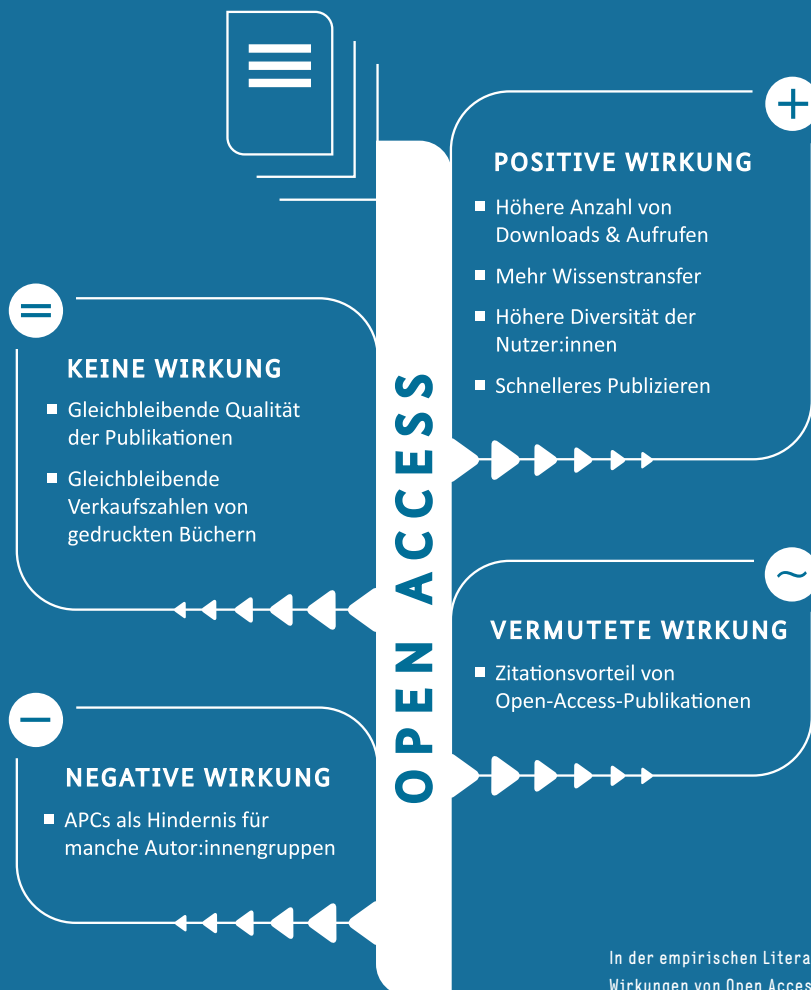 POSITIVE WIRKUNG
Höhere Anzahl von
Downloads & Aufrufen
Mehr Wissenstransfer
Höhere Diversität der
Nutzer:innen
Schnelleres Publizieren
KEINE WIRKUNG
Gleichbleibende Qualität
der Publikationen
Gleichbleibende
Verkaufszahlen von
gedruckten Büchern
OPEN ACCESS
VERMUTETE WIRKUNG
Zitationsvorteil von
Open-Access-Publikationen
NEGATIVE WIRKUNG
APCs als Hindernis für
manche Autor:innengruppen
In der empirischen
Wirkungen von Open